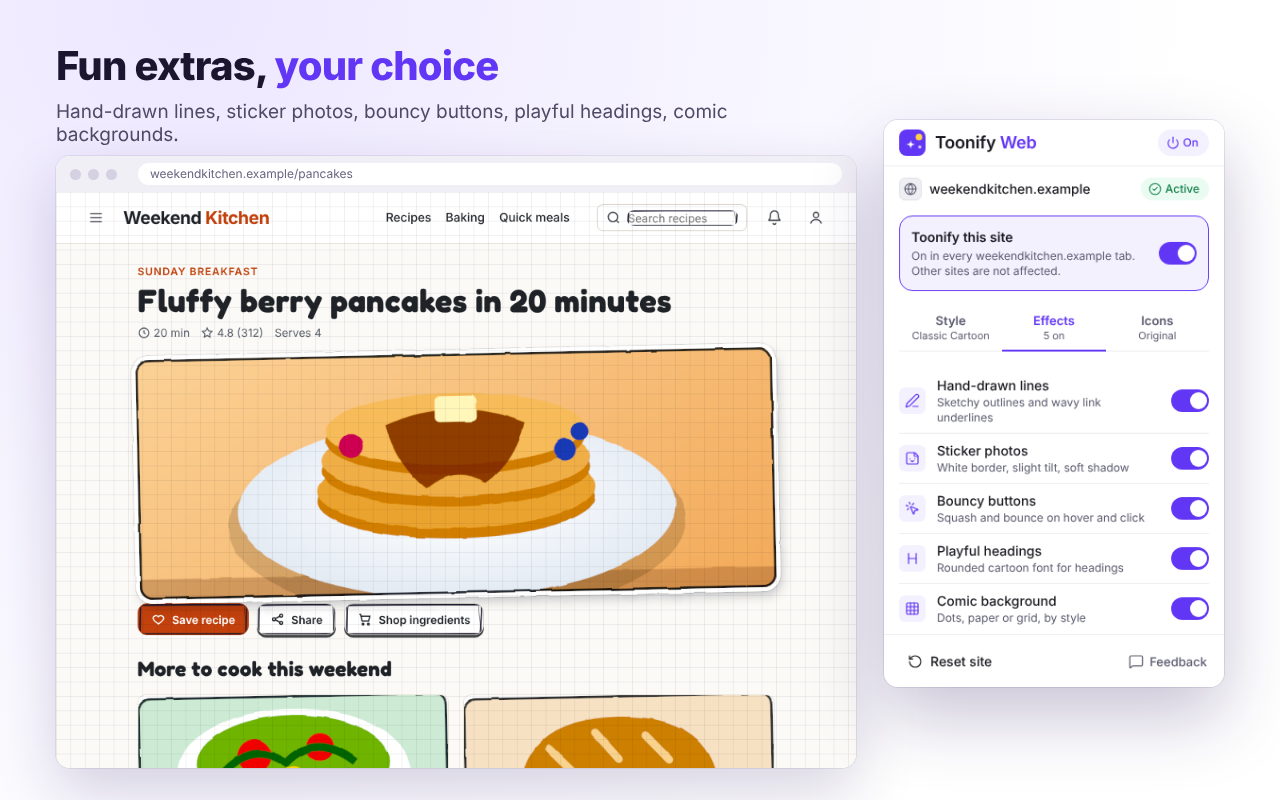 Fun extras, your choice
Hand-drawn lines, sticker photos, bouncy buttons, playful headings, comic
backgrounds.
weekendkitchen.example/pancakes
Weekend Kitchen
Recipes Baking Quick meals
Search recipes
SUNDAY BREAKFAST
Fluffy berry pancakes in 20 minutes
20 min 4.8 (312) Serves 4
Save recipe
Share
Shop ingredients
More to cook this weekend
Toonify Web
On
weekendkitchen.example
Active
Toonify this site
On in every weekendkitchen.example tab.
Other sites are not affected.
Style
Classic Cartoon
Effects
5 on
Icons
Original
Hand-drawn lines
Sketchy outlines and wavy link
underlines
Sticker photos
White border, slight tilt, soft shadow
Bouncy buttons
Squash and bounce on hover and click
Playful headings
Rounded cartoon font for headings
Comic background
Dots, paper or grid, by style
Reset site
Feedback